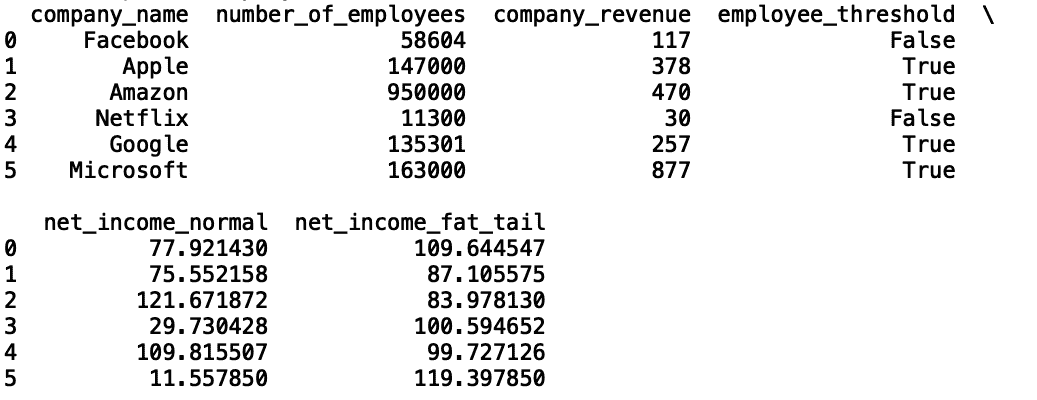 company_name  number_of_employees  company_revenue  employee_threshold  \
0     Facebook                58604              117               False
1        Apple               147000              378                True
2       Amazon               950000              470                True
3      Netflix                11300               30               False
4       Google               135301              257                True
5    Microsoft               163000              877                True
net_income_normal  net_income_fat_tail
0          77.921430           109.644547
1          75.552158            87.105575
2         121.671872            83.978130
3          29.730428           100.594652
4         109.815507            99.727126
5          11.557850           119.397850